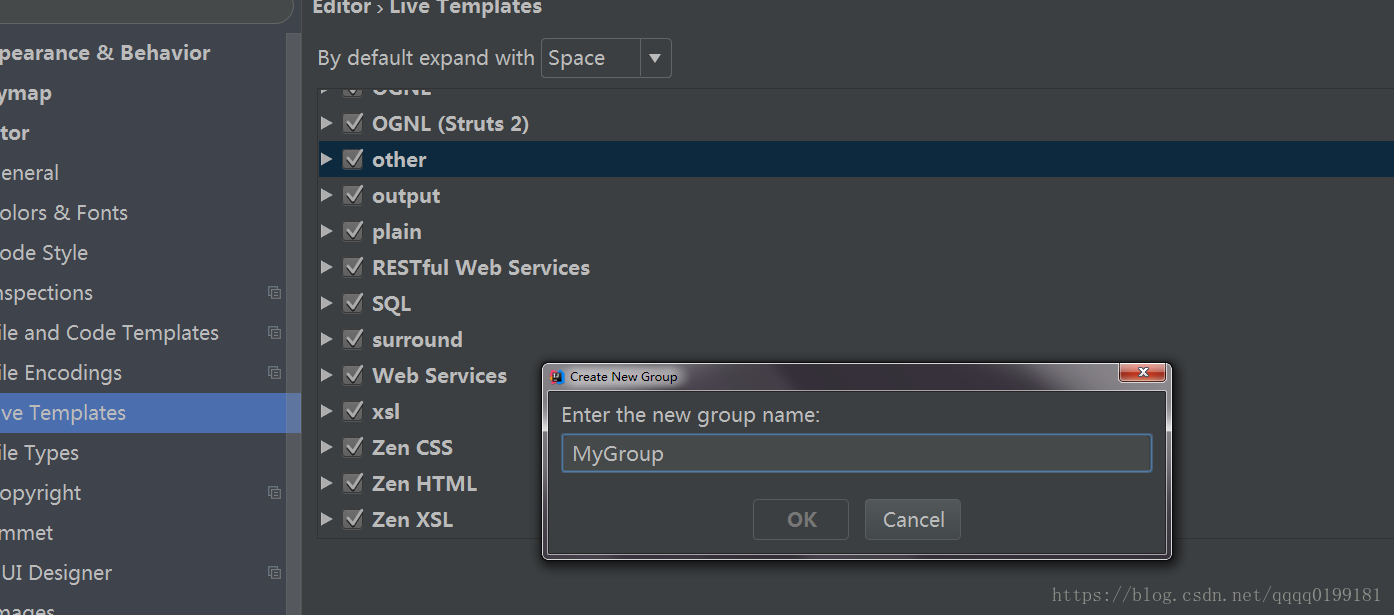 Editor › Live Templates
pearance & Behavior
By default expand with Space
ymap
OGNL
tor
OGNL (Struts 2)
eneral
other
olors & Fonts
output
ode Style
plain
nspections
RESTful Web Services
ile and Code Templates
SQL
ile Encodings
surround
ve Templates
Web Services
ile Types
xsl
opyright
Zen CSS
mmet
Zen HTML
UI Designer
Zen XSL
mages
Create New Group
Enter the new group name:
MyGroup
OK Cancel
https://blog.csdn.net/qqqq0199181